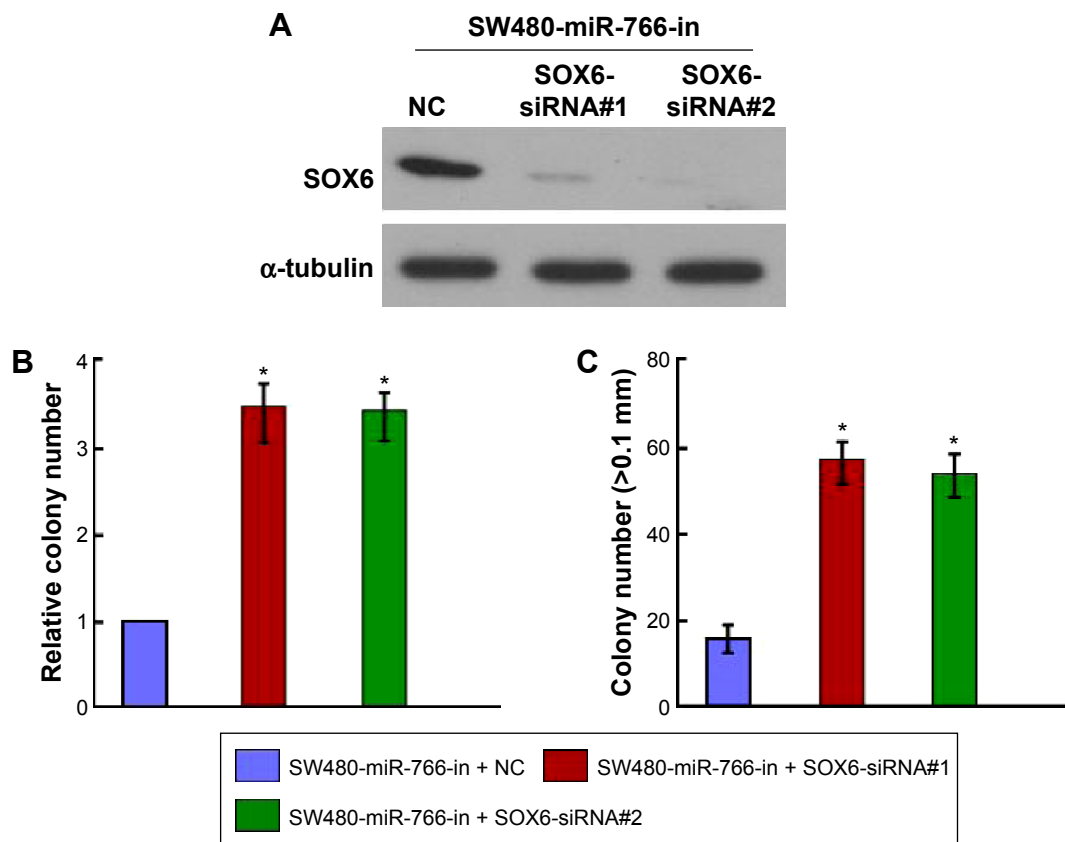 A
SW480-miR-766-in
NC
SOX6-
siRNA#1
SOX6-
siRNA#2
SOX6
α-tubulin
B
Relative colony number
4
3
2
1
0
*
*
C
Colony number (>0.1 mm)
80
60
40
20
0
*
*
SW480-miR-766-in + NC
SW480-miR-766-in + SOX6-siRNA#1
SW480-miR-766-in + SOX6-siRNA#2